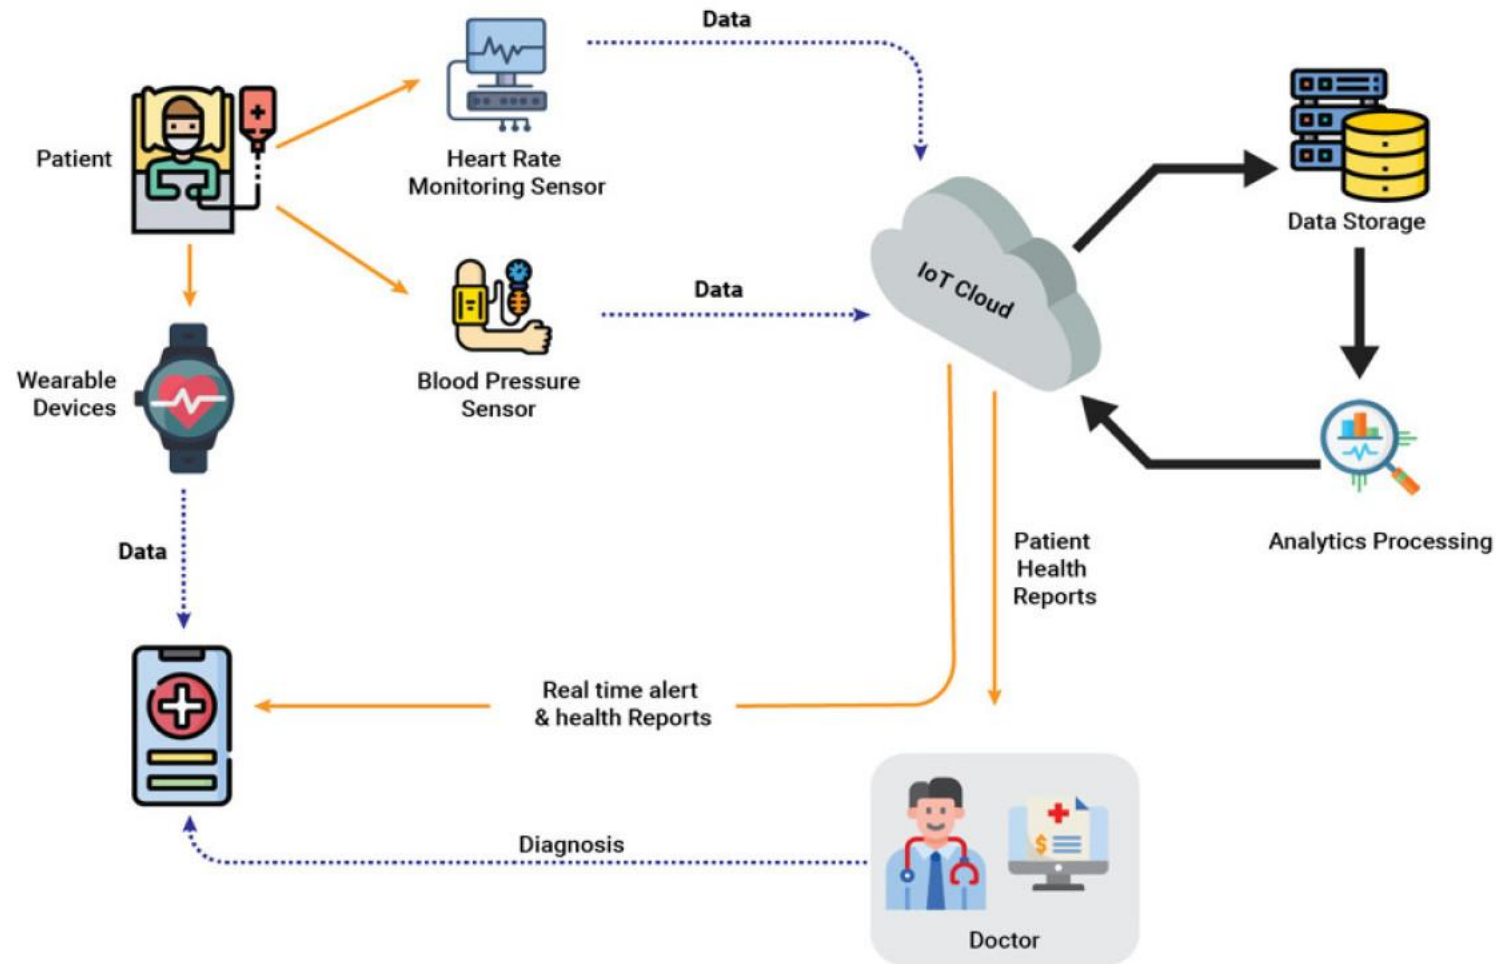 Data
Patient
Heart Rate
Monitoring Sensor
Data Storage
IoT Cloud
Data
Wearable
Devices
Blood Pressure
Sensor
Data
Patient
Health
Reports
Analytics Processing
Real time alert
& health Reports
$
Diagnosis
Doctor